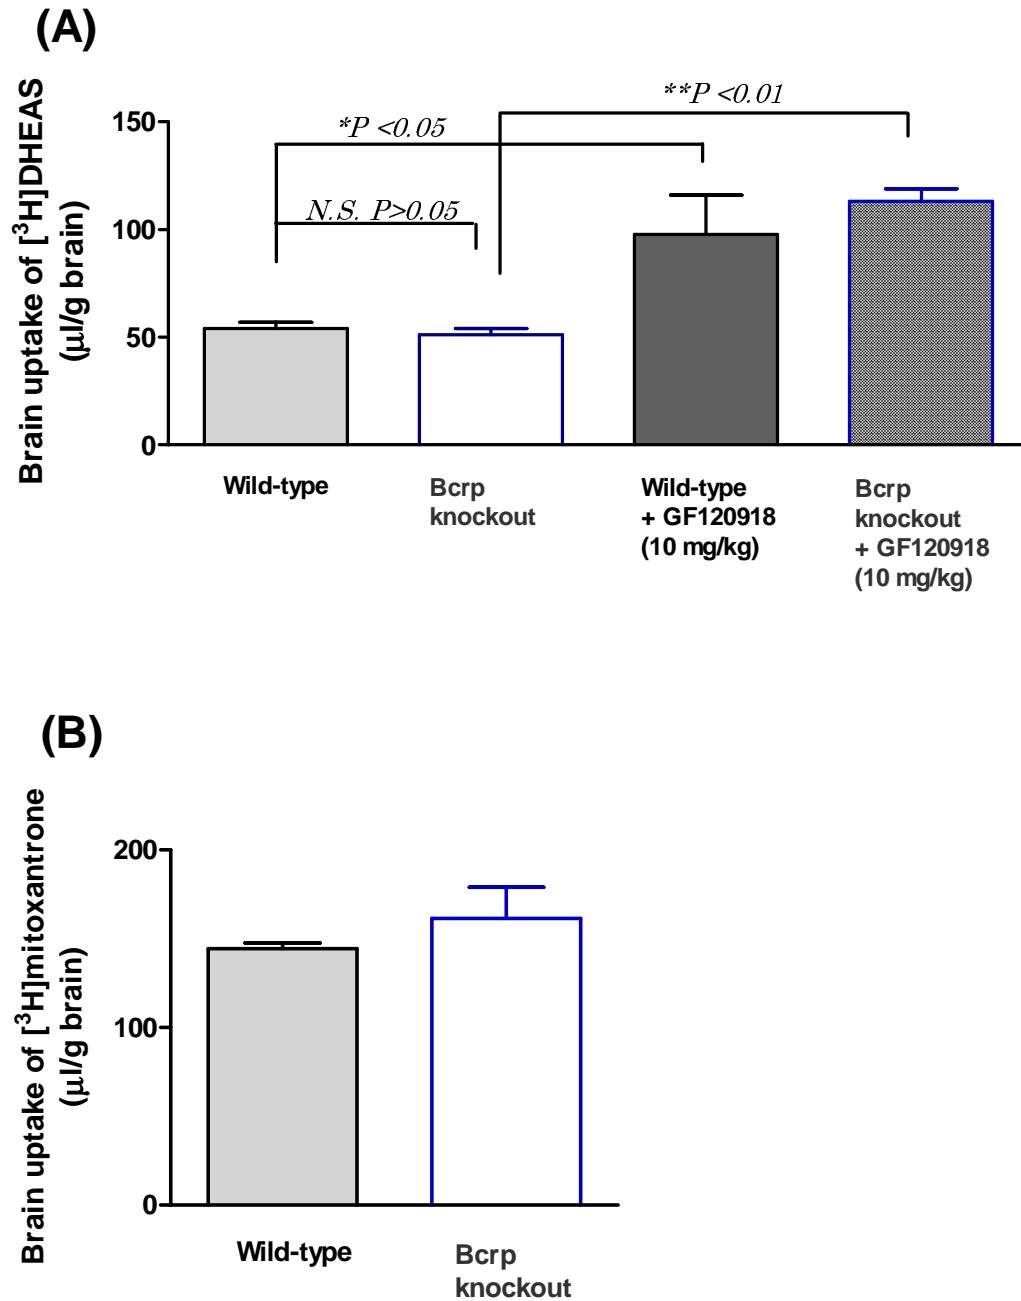 (A)
Brain uptake of [³H]DHEAS
(μl/g brain)
150
100
50
0
*P <0.05
**P <0.01
N.S. P>0.05
Wild-type
Bcrp
knockout
Wild-type
+ GF120918
(10 mg/kg)
Bcrp
knockout
+ GF120918
(10 mg/kg)
(B)
Brain uptake of [³H]mitoxantrone
(μl/g brain)
200
100
0
Wild-type
Bcrp
knockout